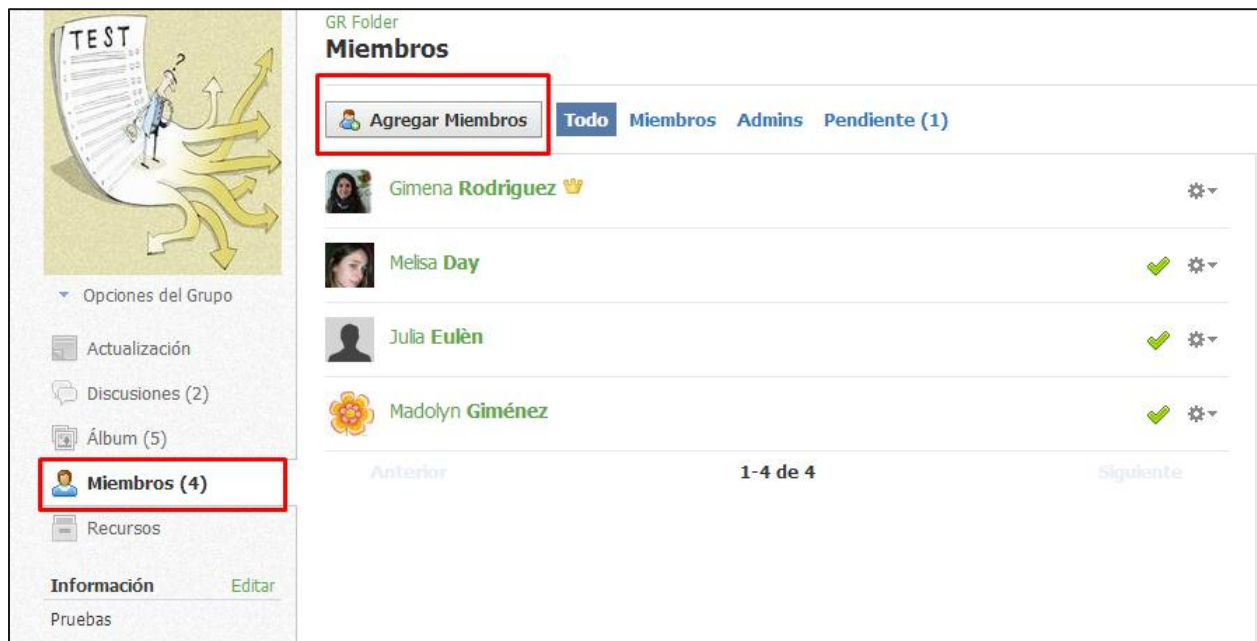 TEST
?
Opciones del Grupo
Actualización
Discusiones (2)
Álbum (5)
Miembros (4)
Recursos
Información Editar
Pruebas
GR Folder
Miembros
Agregar Miembros Todo Miembros Admins Pendiente (1)
Gimena Rodriguez
Melisa Day
Julia Eulèn
Madolyn Giménez
Anterior 1-4 de 4 Siguiente